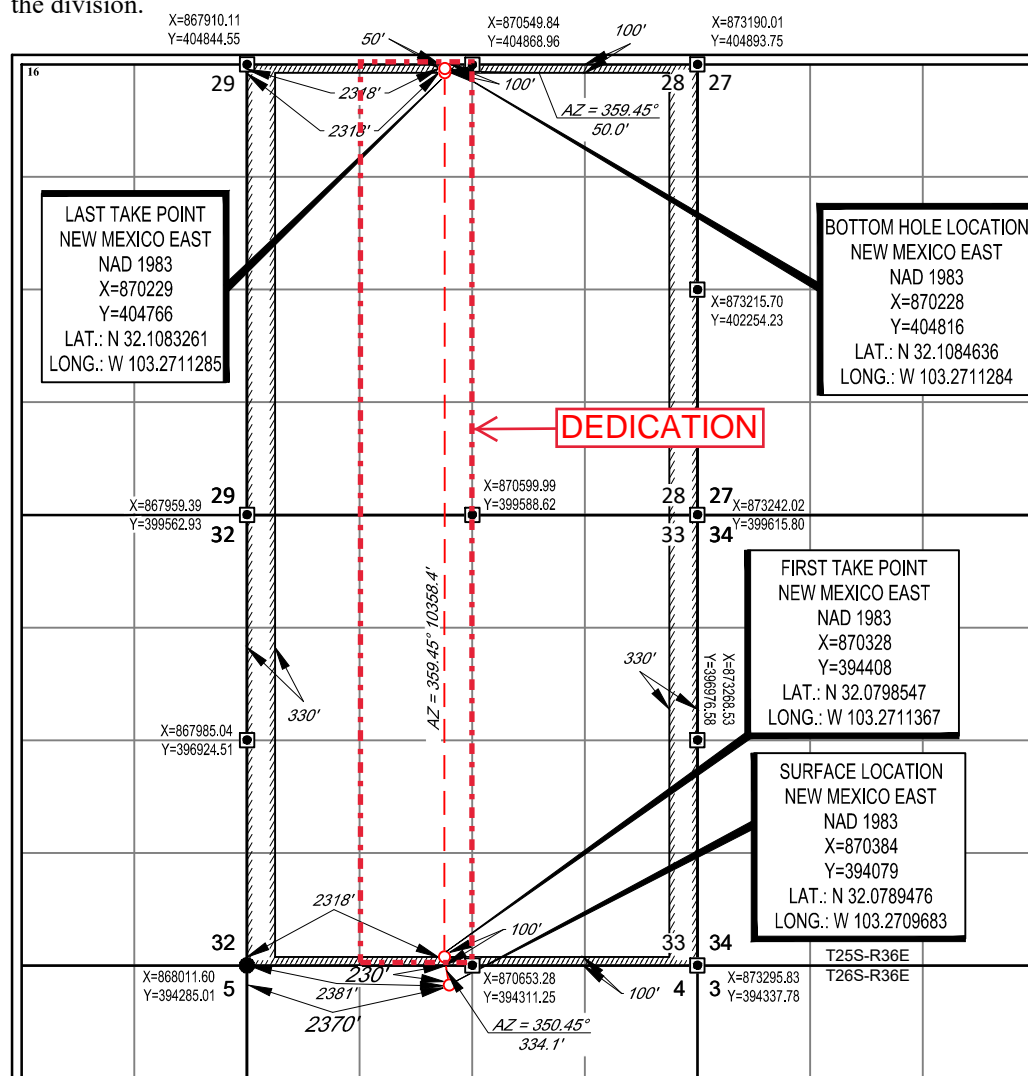 the division.
X=867910.11
Y=404844.55
X=870549.84
Y=404868.96
X=873190.01
Y=404893.75
50'
100'
16
29
28
27
2318'
100'
2318'
AZ = 359.45°
50.0'
LAST TAKE POINT
NEW MEXICO EAST
NAD 1983
X=870229
Y=404766
LAT.: N 32.1083261
LONG.: W 103.2711285
BOTTOM HOLE LOCATION
NEW MEXICO EAST
NAD 1983
X=870228
Y=404816
LAT.: N 32.1084636
LONG.: W 103.2711284
X=873215.70
Y=402254.23
DEDICATION
X=867959.39
Y=399562.93
29
32
X=870599.99
Y=399588.62
28
33
27
34
X=873242.02
Y=399615.80
AZ = 359.45° 10358.4'
FIRST TAKE POINT
NEW MEXICO EAST
NAD 1983
X=870328
Y=394408
LAT.: N 32.0798547
LONG.: W 103.2711367
330'
330'
X=873268.53
Y=396976.58
X=867985.04
Y=396924.51
SURFACE LOCATION
NEW MEXICO EAST
NAD 1983
X=870384
Y=394079
LAT.: N 32.0789476
LONG.: W 103.2709683
2318'
100'
32
33
34
T25S-R36E
T26S-R36E
X=868011.60
Y=394285.01
5
230'
2381'
2370'
X=870653.28
Y=394311.25
100'
4
3
X=873295.83
Y=394337.78
AZ = 350.45°
334.1'